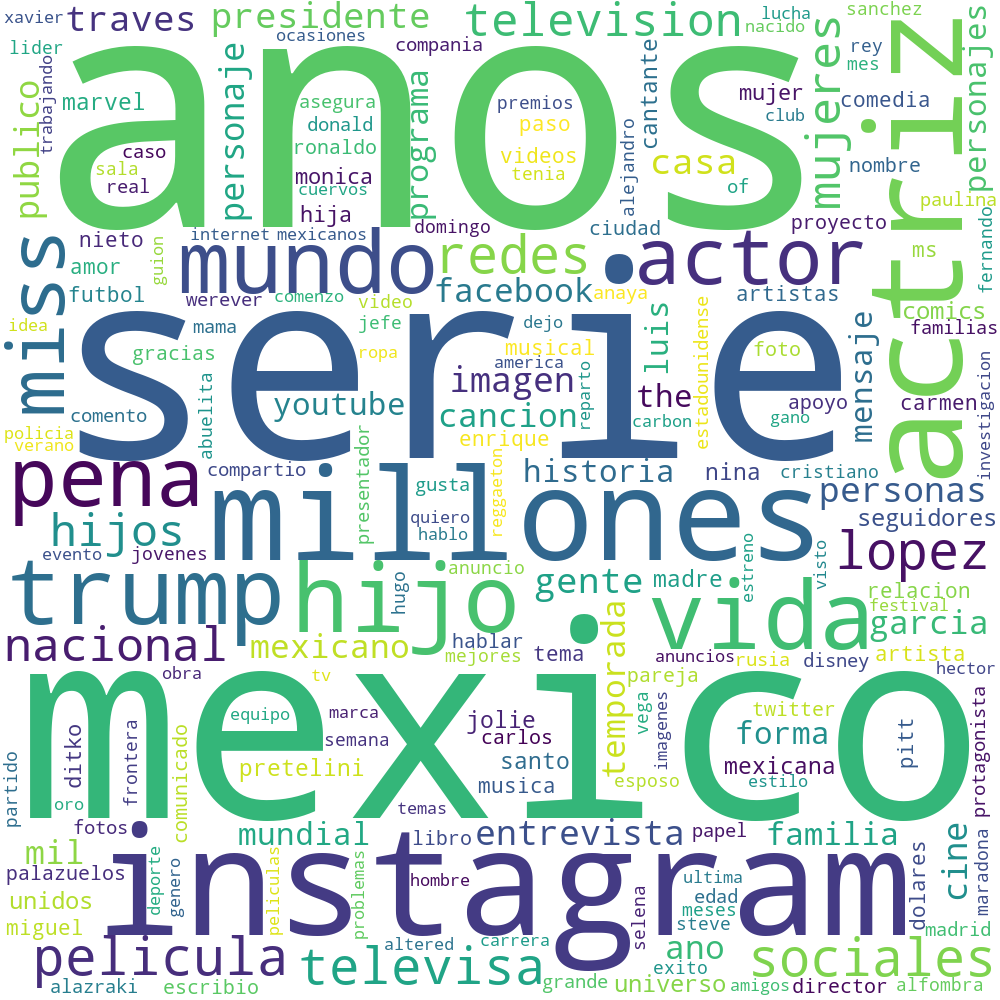 xavier
traves
presidente
television
lucha
nacido
sanchez
personajes
lider
ocasiones
compania
rey
mes
trabajando
marvel
personaje
anos
asegura
donald
ronaldo
programa
premios
paso
videos
tenia
alejandro
cantante
mujer
club
mujeres
comedia
actriz
publico
caso
sala
real
monica
cuervos
hija
casa
of
nombre
paulina
miss
nieto
internet
mexicanos
domingo
ciudad
proyecto
fernando
amor
guion
mundo
redes
actor
ms
futbol
werever
comenzo
video
facebook
anaya
artistas
comics
idea
mama
jefe
dejo
luis
familias
gracias
serie
ropa
musical
america
reparto
estadounidense
foto
mensaje
abuelita
youtube
imagen
the
apoyo
carmen
comento
cancion
carbon
gano
investigacion
policia
verano
enrique
pena
compartio
presentador
historia
nina
cristiano
gusta
reggaeton
personas
hijos
millones
quiero
hablo
seguidores
evento
jovenes
lopez
trump
hijo
hugo
anuncio
gente
madre
estreno
visto
vida
relacion
festival
garcia
nacional
mexicano
hablar
mejores
tema
temporada
anuncios
rusia
disney
artista
hector
obra
tv
pareja
mexico
equipo
marca
jolie
vega
imagenes
twitter
pitt
partido
ditko
frontera
comunicado
semana
carlos
forma
protagonista
pretelini
santo
mexicana
oro
musica
esposo
estilo
temas
fotos
mundial
libro
entrevista
papel
familia
maradona
mil
instagram
cine
palazuelos
deporte
genero
peliculas
problemas
hombre
ultima
dolares
unidos
edad
selena
meses
miguel
steve
madrid
pelicula
altered
carrera
ano
sociales
televisa
exito
alazraki
escribio
grande
universo
amigos
director
alfombra